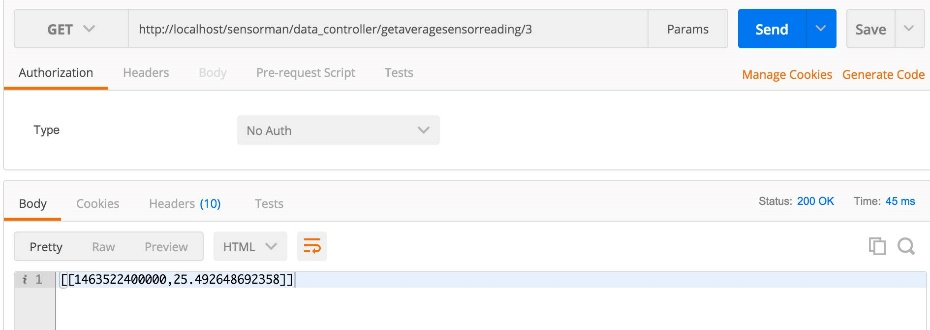 GET http://localhost/sensorman/data_controller/getaveragesensorreading/3 Params Send Save
Authorization Headers Body Pre-request Script Tests Manage Cookies Generate Code
Type No Auth
Body Cookies Headers (10) Tests Status: 200 OK Time: 45 ms
Pretty Raw Preview HTML
i 1 [[1463522400000,25.492648692358]]